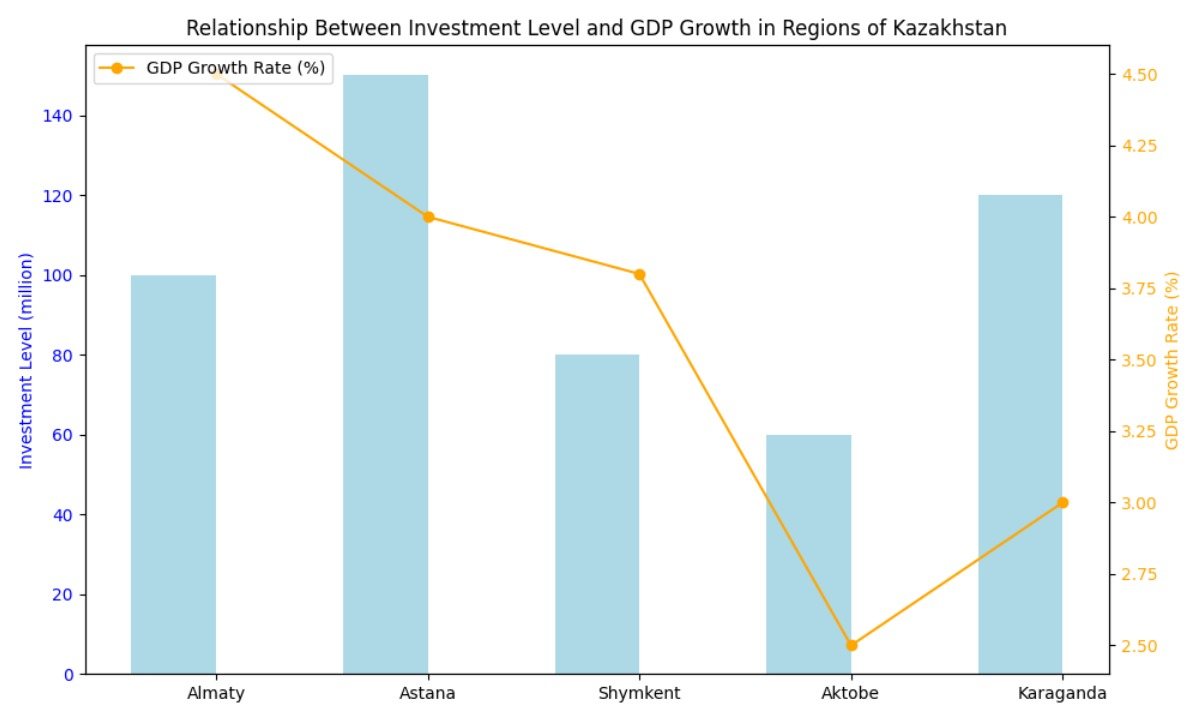 Relationship Between Investment Level and GDP Growth in Regions of Kazakhstan
GDP Growth Rate (%)
Investment Level (million)
140
120
100
80
60
40
20
0
4.50
4.25
4.00
3.75
3.50
3.25
3.00
2.75
2.50
GDP Growth Rate (%)
Almaty
Astana
Shymkent
Aktobe
Karaganda